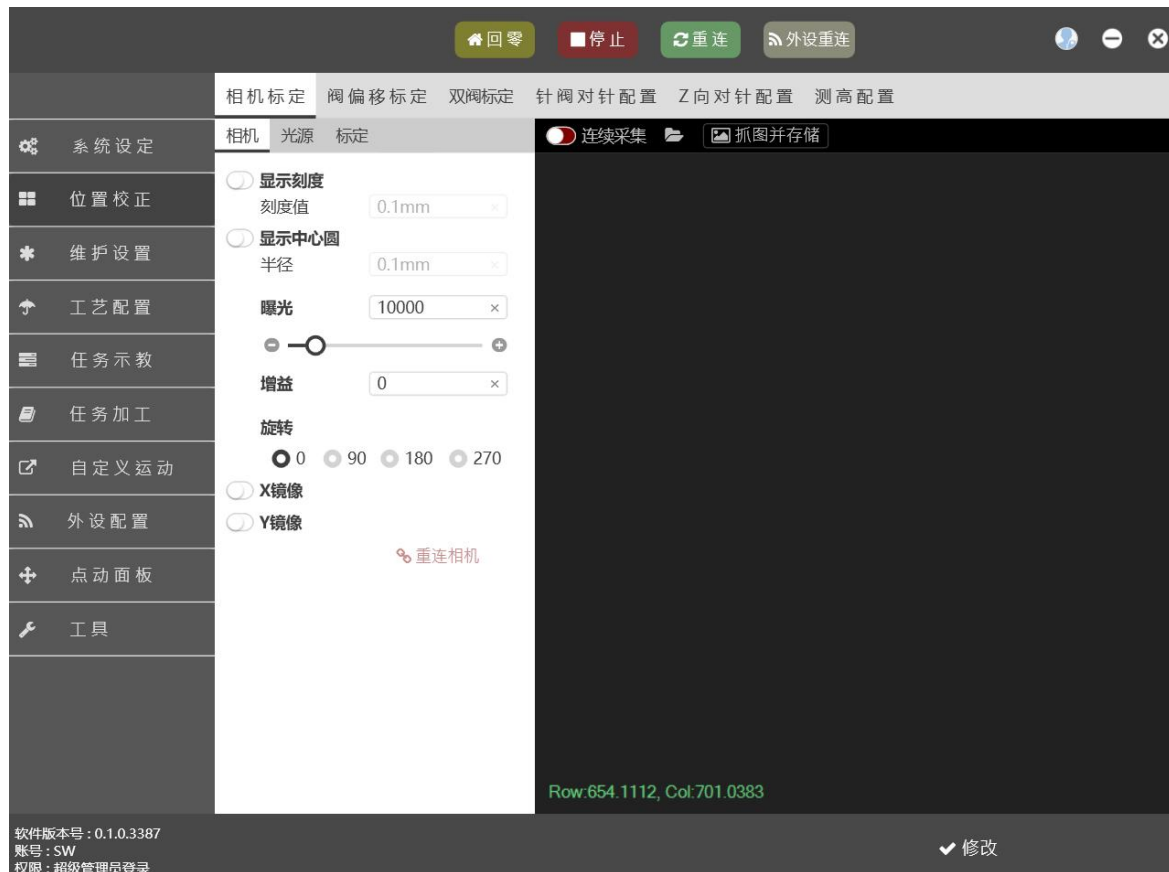 回零 停止 重连 外设重连
相机标定 阀偏移标定 双阀标定 针阀对针配置 Z向对针配置 测高配置
相机 光源 标定 连续采集 抓图并存储
系统设定
位置校正
维护设置
工艺配置
任务示教
任务加工
自定义运动
外设配置
点动面板
工具
显示刻度
刻度值 0.1mm
显示中心圆
半径 0.1mm
曝光 10000
增益 0
旋转
0 90 180 270
X镜像
Y镜像
重连相机
Row:654.1112, Col:701.0383
软件版本号 : 0.1.0.3387
账号 : SW
权限 : 超级管理员登录
修改